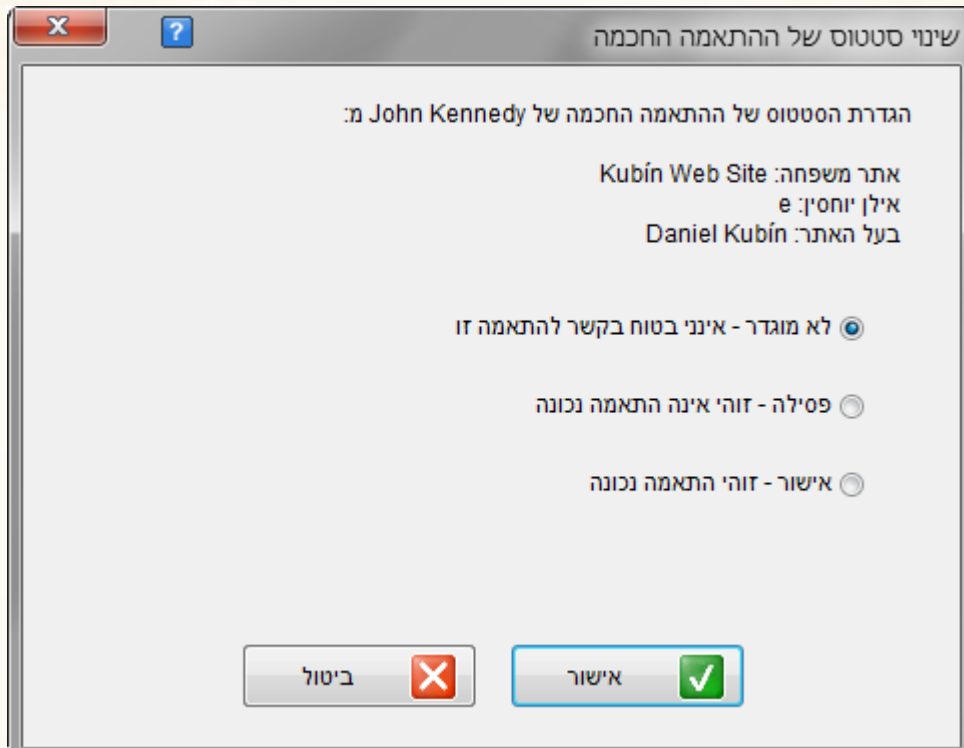 שינוי סטטוס של ההתאמה החכמה
הגדרת הסטטוס של ההתאמה החכמה של John Kennedy מ:
אתר משפחה: Kubín Web Site
אילן יוחסין: e
בעל האתר: Daniel Kubín
לא מוגדר - אינני בטוח בקשר להתאמה זו
פסילה - זוהי אינה התאמה נכונה
אישור - זוהי התאמה נכונה
אישור
ביטול